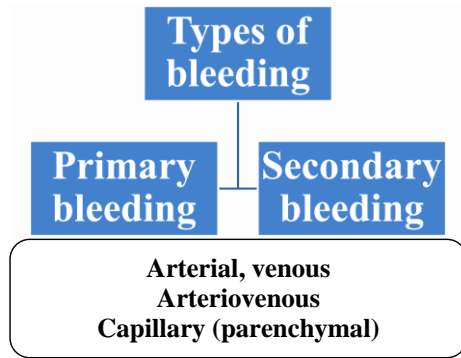 Types of
bleeding
Primary
bleeding
Secondary
bleeding
Arterial, venous
Arteriovenous
Capillary (parenchymal)